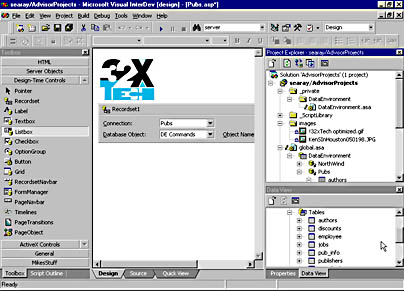 searay/AdvisorProjects - Microsoft Visual InterDev [design] - [Pubs.asp*]
File Edit View Project Build Debug Tools Window Help
server
Design
Toolbox
HTML
Server Objects
Design-Time Controls
Pointer
Recordset
Label
Textbox
Listbox
Checkbox
OptionGroup
Button
Grid
RecordsetNavbar
FormManager
PageNavbar
Timelines
PageTransitions
PageObject
ActiveX Controls
General
MikesStuff
Toolbox Script Outline
32X
TECH
Recordset1
Connection: Pubs
Database Object: DE Commands Object Name
Design Source Quick View
Project Explorer - searay/AdvisorProjects
Solution 'AdvisorProjects' (1 project)
searay/AdvisorProjects
_private
DataEnvironment
DataEnvironment.asa
_ScriptLibrary
images
!32xTech optimized.gif
KenSInHouston050198.JPG
global.asa
DataEnvironment
NorthWind
Pubs
authors
Data View
Tables
authors
discounts
employee
jobs
pub_info
publishers
Properties Data View
Ready